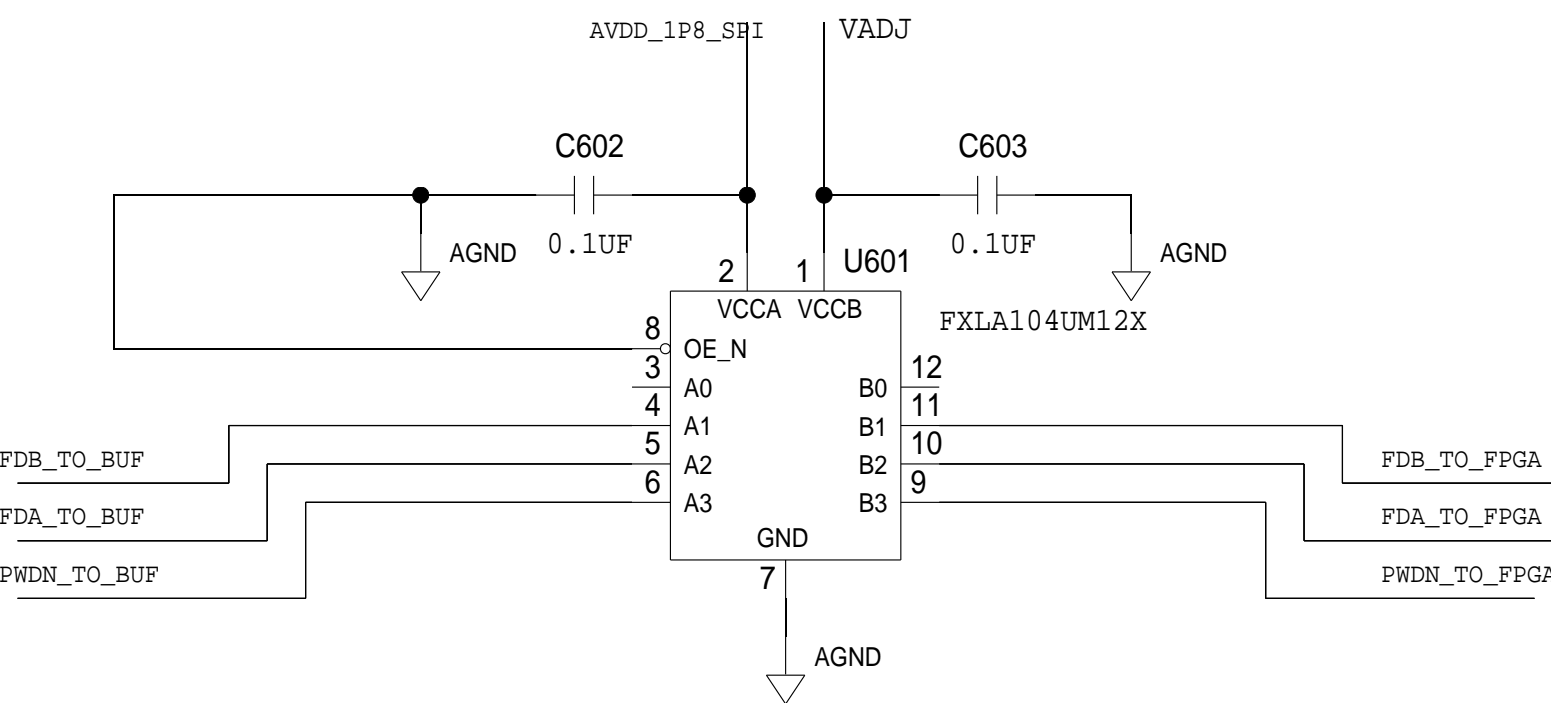 AVDD_1P8_SPI VADJ
C602 C603
AGND 0.1UF 0.1UF AGND
2 1 U601
VCCA VCCB FXLA104UM12X
8 OE_N
3 A0 B0 12
4 A1 B1 11
5 A2 B2 10
6 A3 B3 9
FDB_TO_BUF FDB_TO_FPGA
FDA_TO_BUF FDA_TO_FPGA
GND
PWDN_TO_BUF 7 PWDN_TO_FPGA
AGND